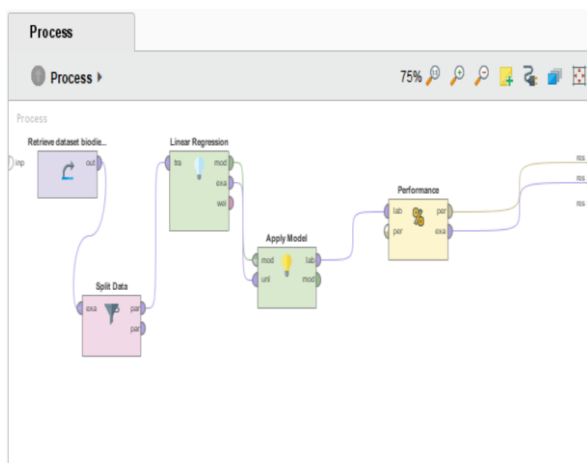 Process
Process
75%
Process
Retrieve dataset biodie...
inp
out
Linear Regression
tra
mod
exa
wei
Split Data
exa
par
par
Apply Model
mod
lab
unl
mod
Performance
lab
per
per
exa
res
res
res